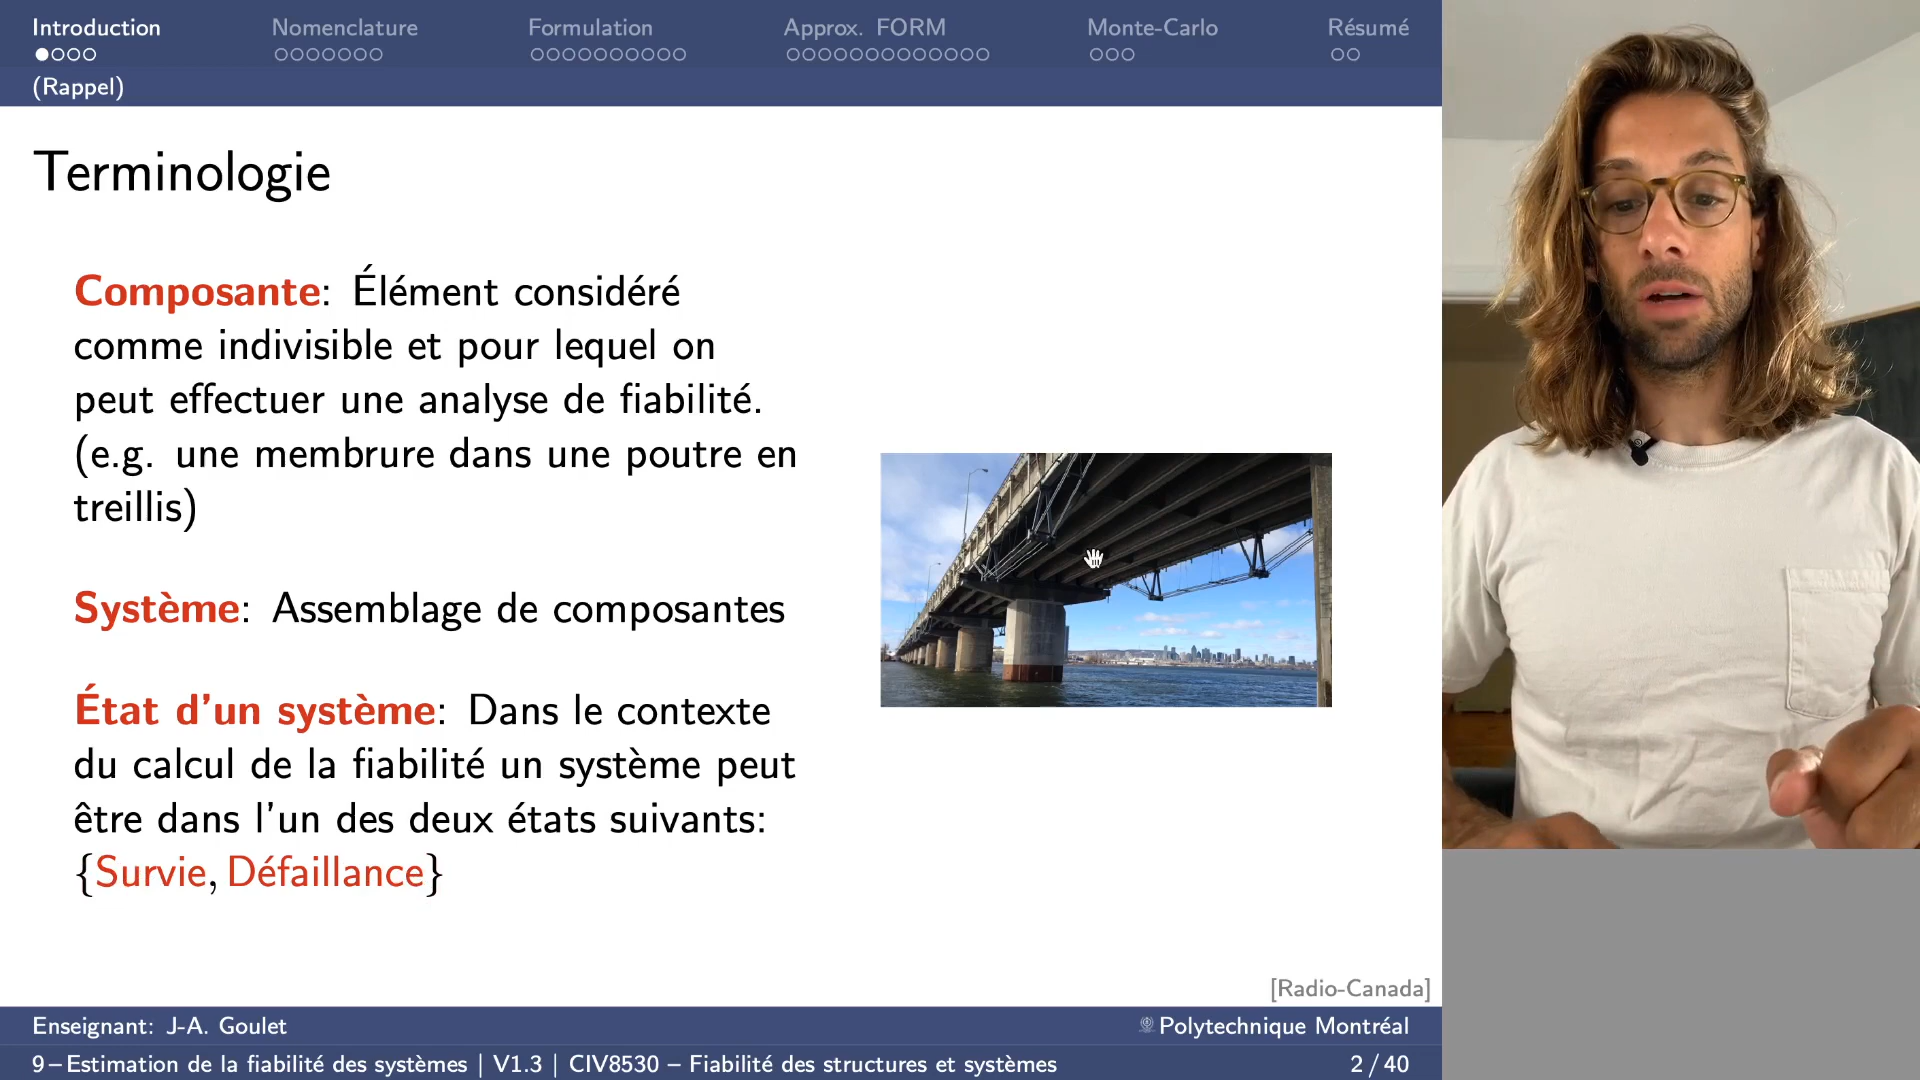 Introduction Nomenclature Formulation Approx. FORM Monte-Carlo Résumé
(Rappel)
Terminologie
Composante: Élément considéré
comme indivisible et pour lequel on
peut effectuer une analyse de fiabilité.
(e.g. une membrure dans une poutre en
treillis)
Système: Assemblage de composantes
État d'un système: Dans le contexte
du calcul de la fiabilité un système peut
être dans l'un des deux états suivants:
{Survie, Défaillance}
[Radio-Canada]
Enseignant: J-A. Goulet Polytechnique Montréal
9–Estimation de la fiabilité des systèmes | V1.3 | CIV8530 – Fiabilité des structures et systèmes 2 / 40